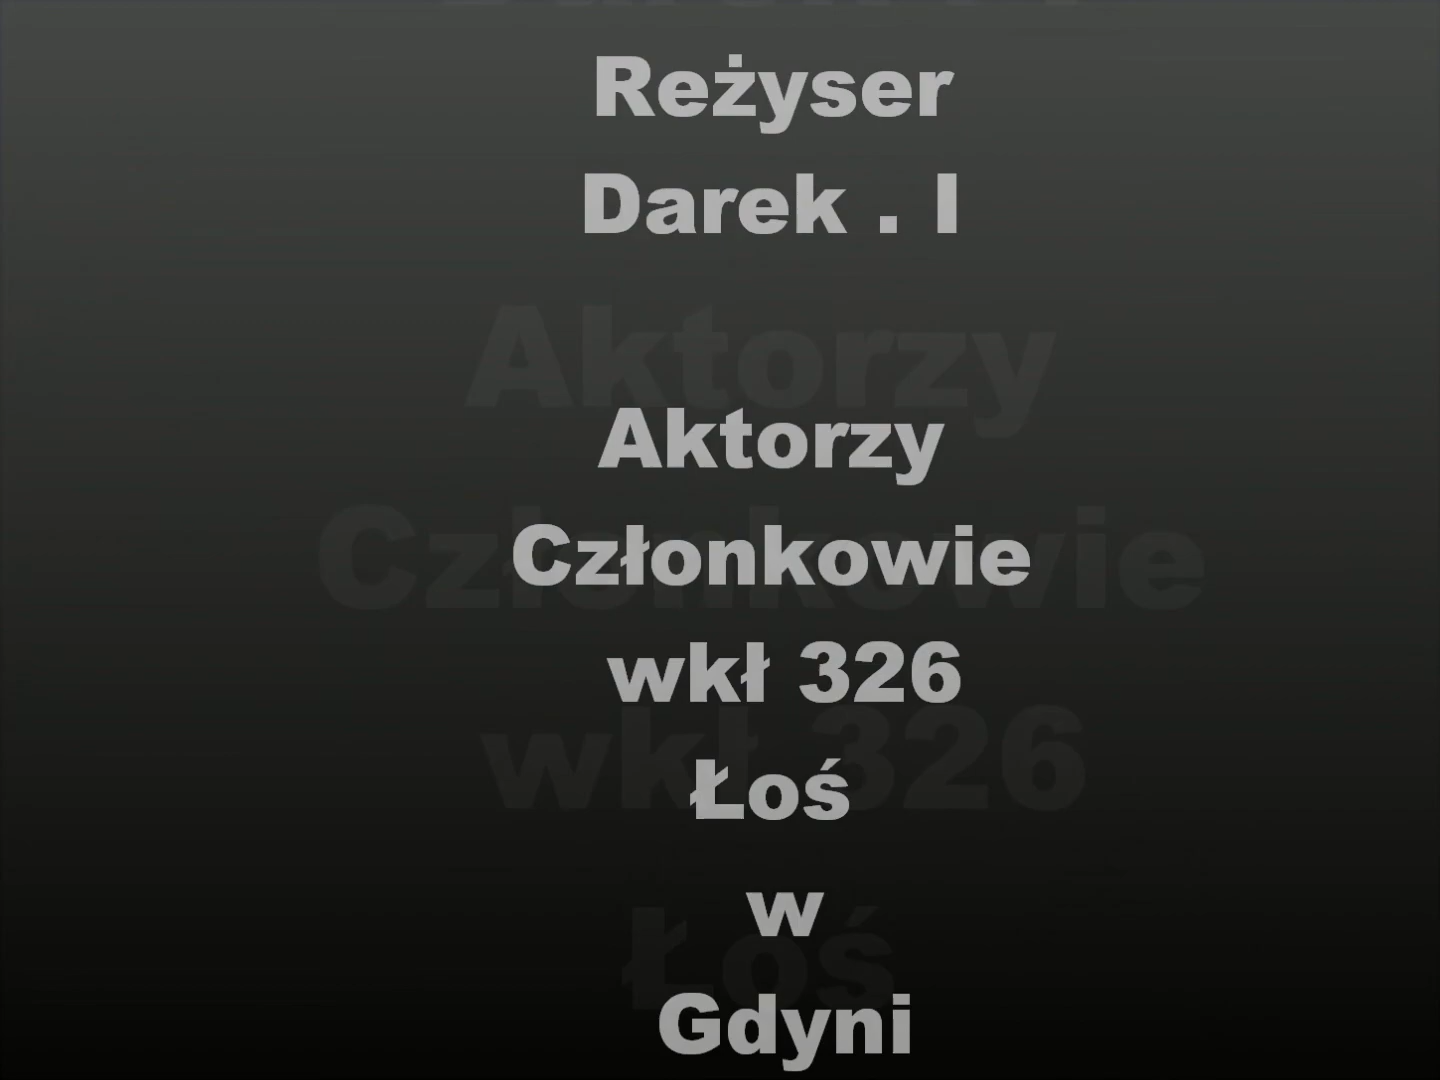 Reżyser
Darek . I
Aktorzy
Członkowie
wkł 326
Łoś
w
Gdyni